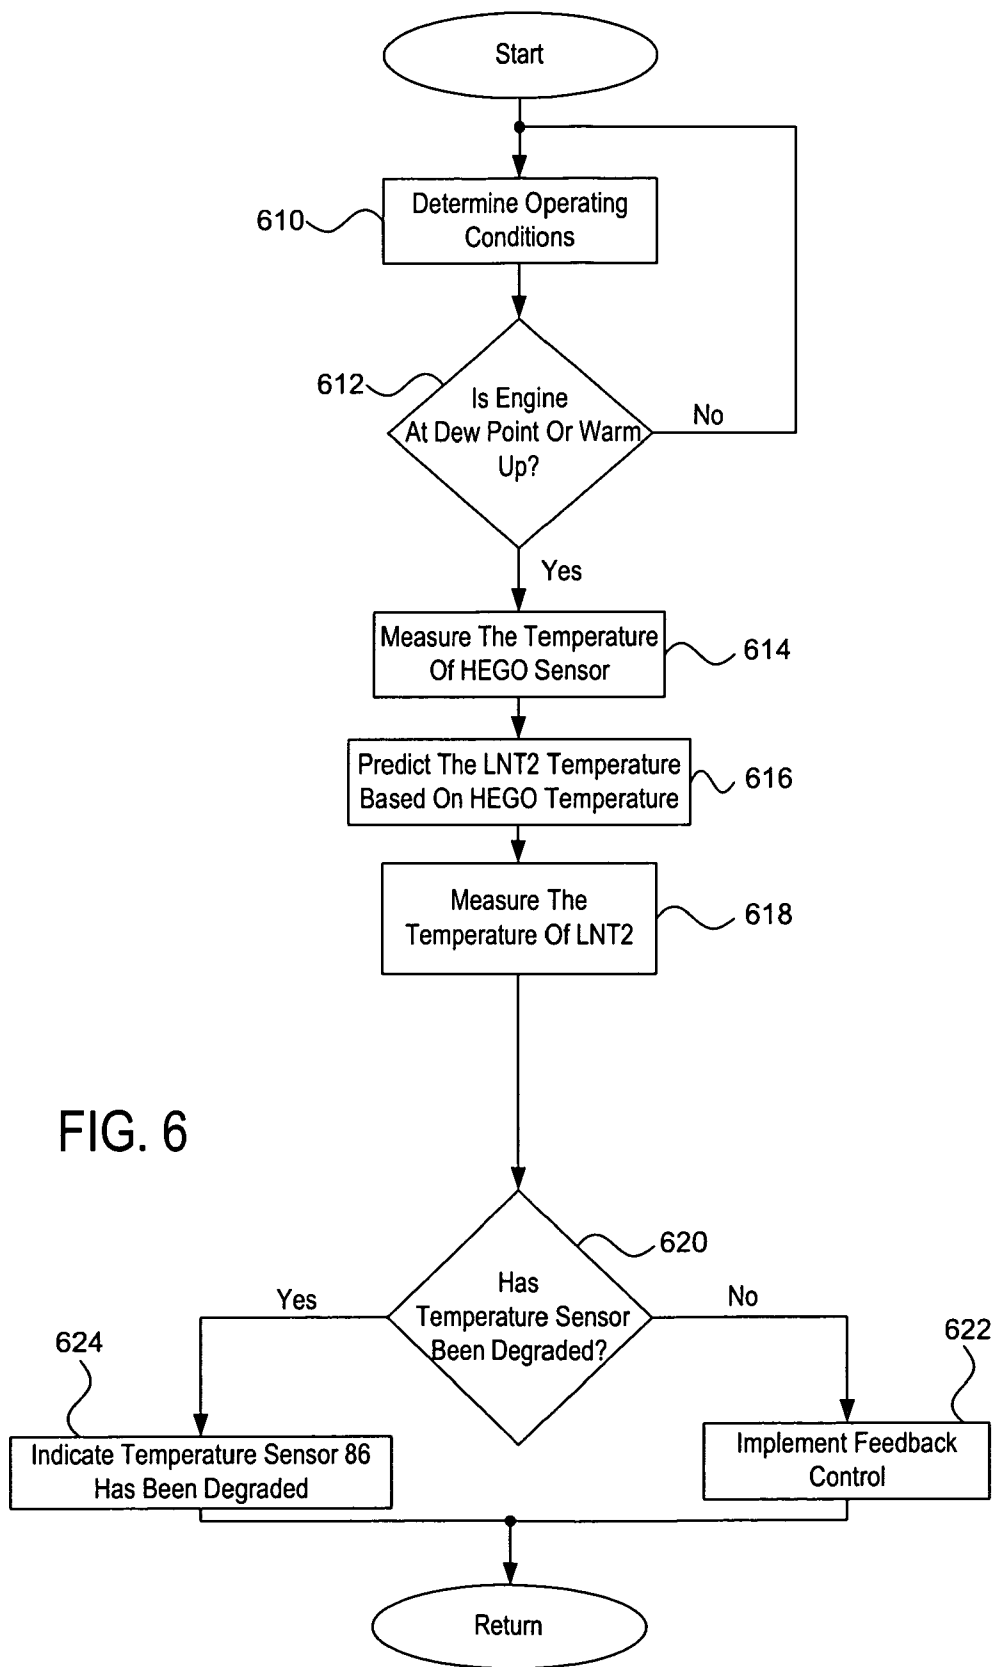 Start
Determine Operating
Conditions
610
612
Is Engine
At Dew Point Or Warm
Up?
No
Yes
Measure The Temperature
Of HEGO Sensor
614
Predict The LNT2 Temperature
Based On HEGO Temperature
616
Measure The
Temperature Of LNT2
618
FIG. 6
620
Has
Temperature Sensor
Been Degraded?
Yes
No
624
622
Indicate Temperature Sensor 86
Has Been Degraded
Implement Feedback
Control
Return